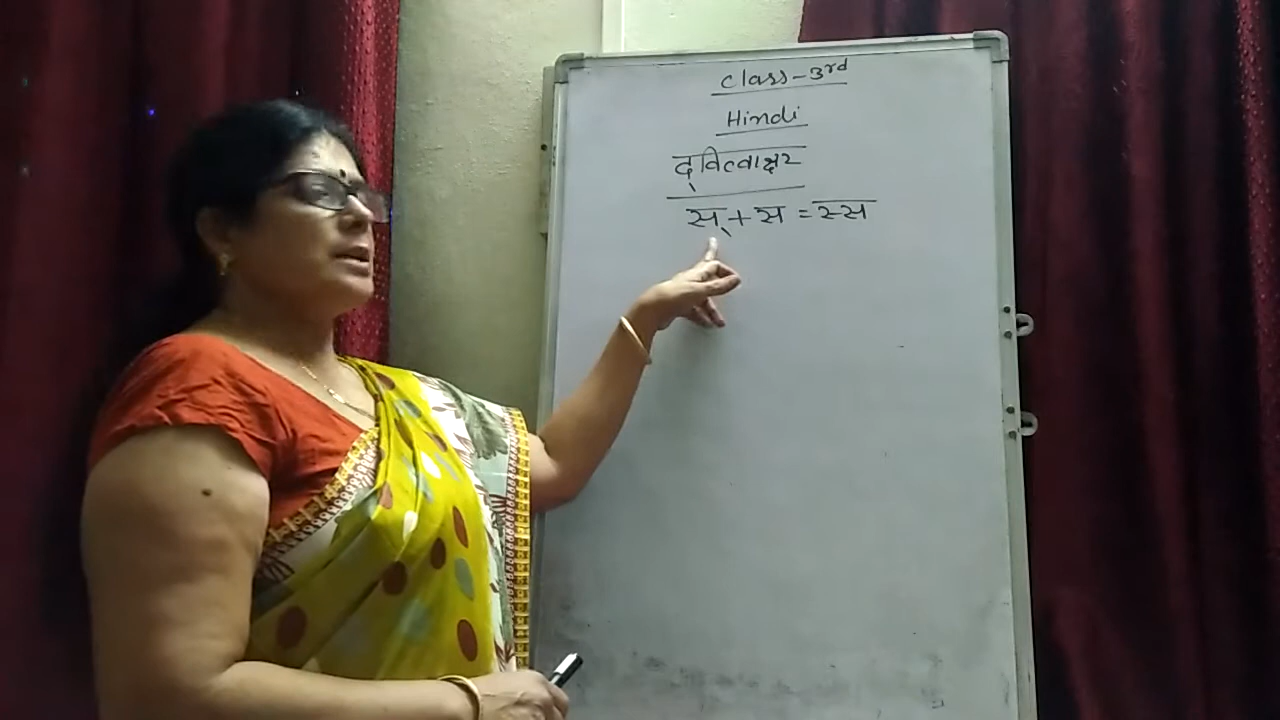 Class-3rd
Hindi
द्वित्वाक्षर
स् + स = स्स